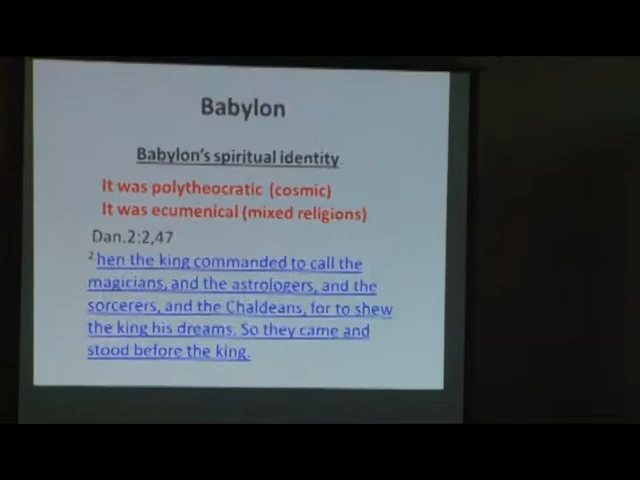 Babylon
Babylon's spiritual identity
It was polytheocratic (cosmic)
It was ecumenical (mixed religions)
Dan.2:2,47
2 hen the king commanded to call the
magicians, and the astrologers, and the
sorcerers, and the Chaldeans, for to shew
the king his dreams. So they came and
stood before the king.